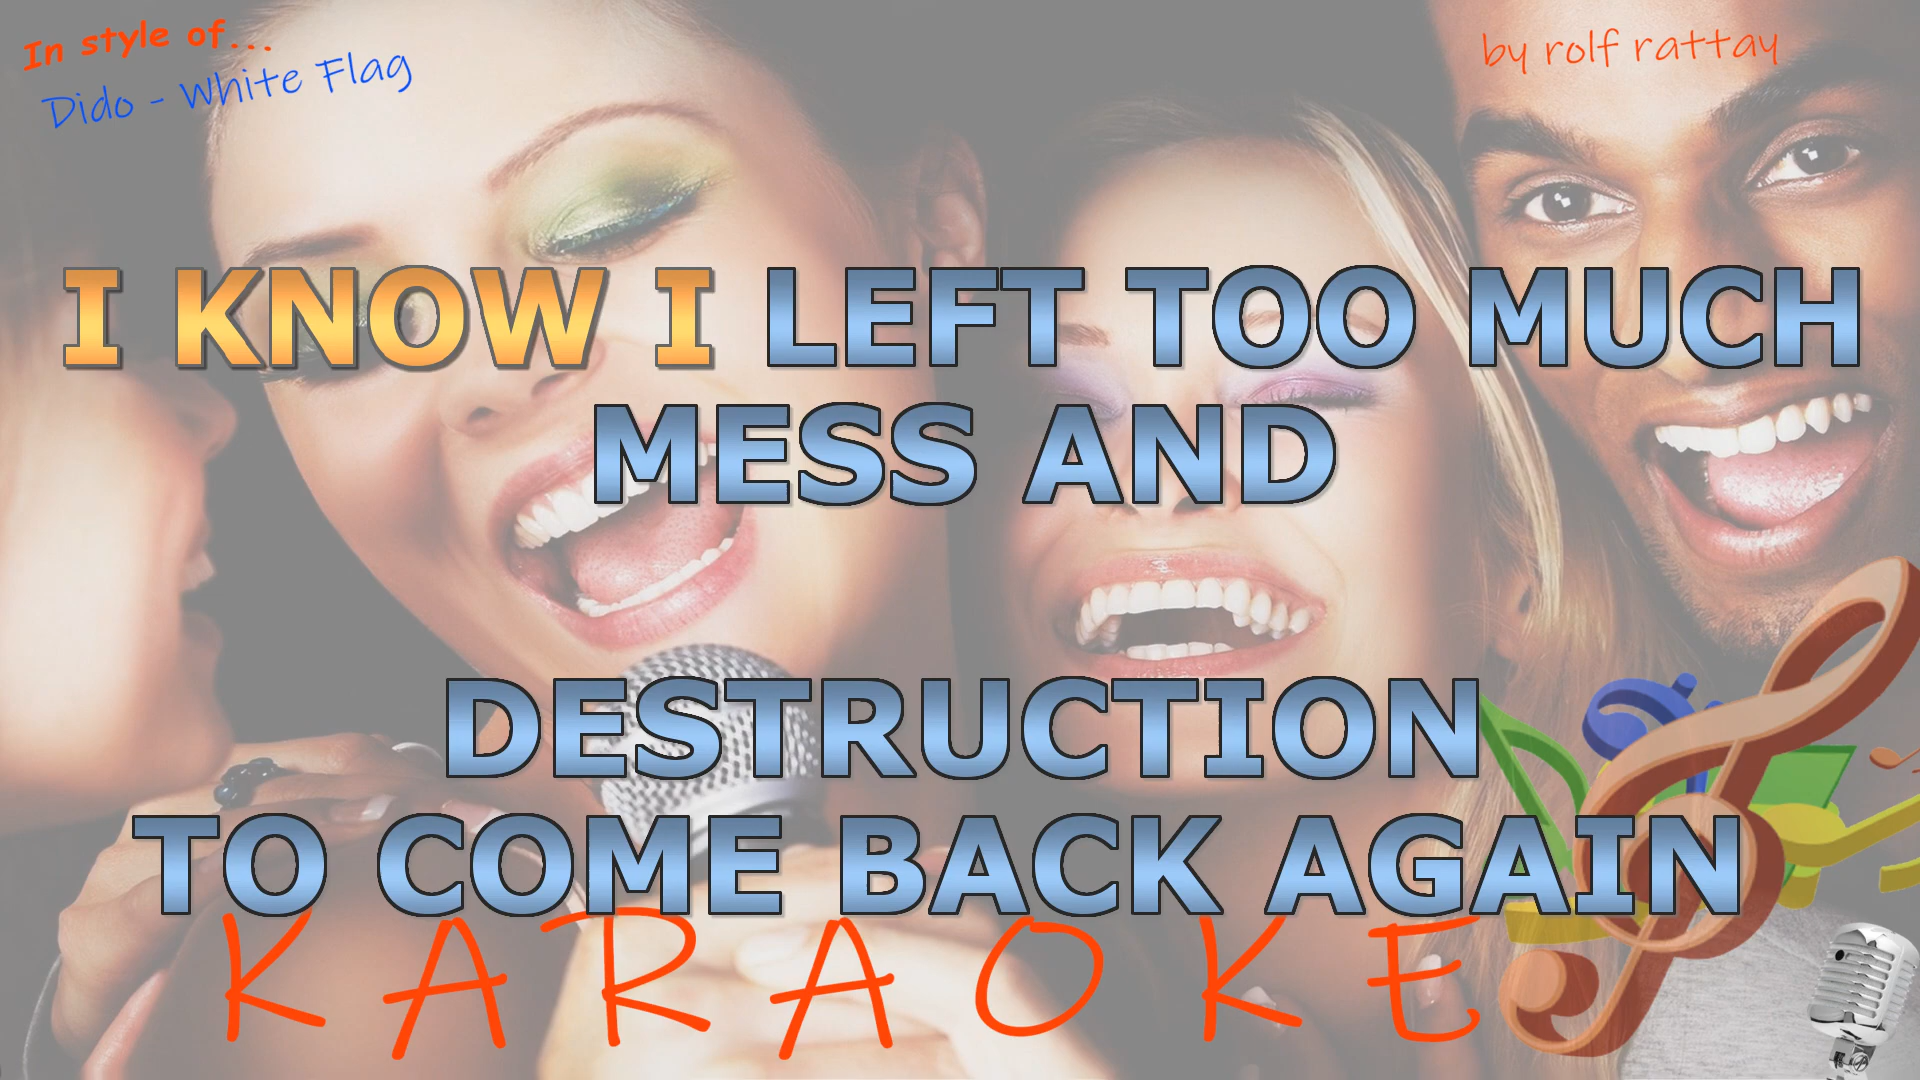 In style of...
Dido - White Flag
by rolf rattay
I KNOW I LEFT TOO MUCH
MESS AND
DESTRUCTION
TO COME BACK AGAIN
KARAOKE